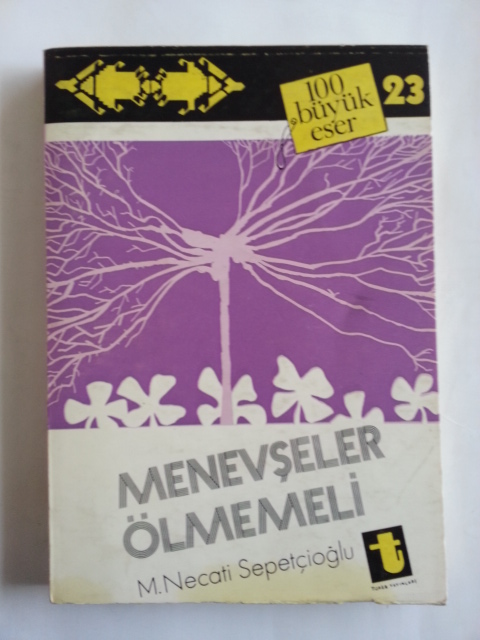 100
büyük
eser
23
MENEVŞELER
ÖLMEMELİ
M.Necati Sepetçioğlu
t